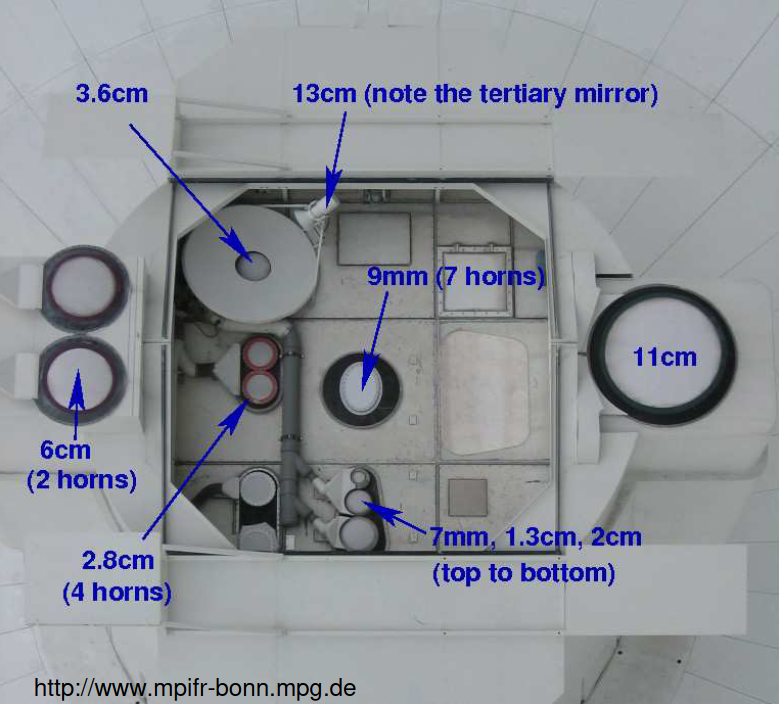 3.6cm
13cm (note the tertiary mirror)
9mm (7 horns)
11cm
6cm
(2 horns)
7mm, 1.3cm, 2cm
2.8cm
(top to bottom)
(4 horns)
http://www.mpifr-bonn.mpg.de